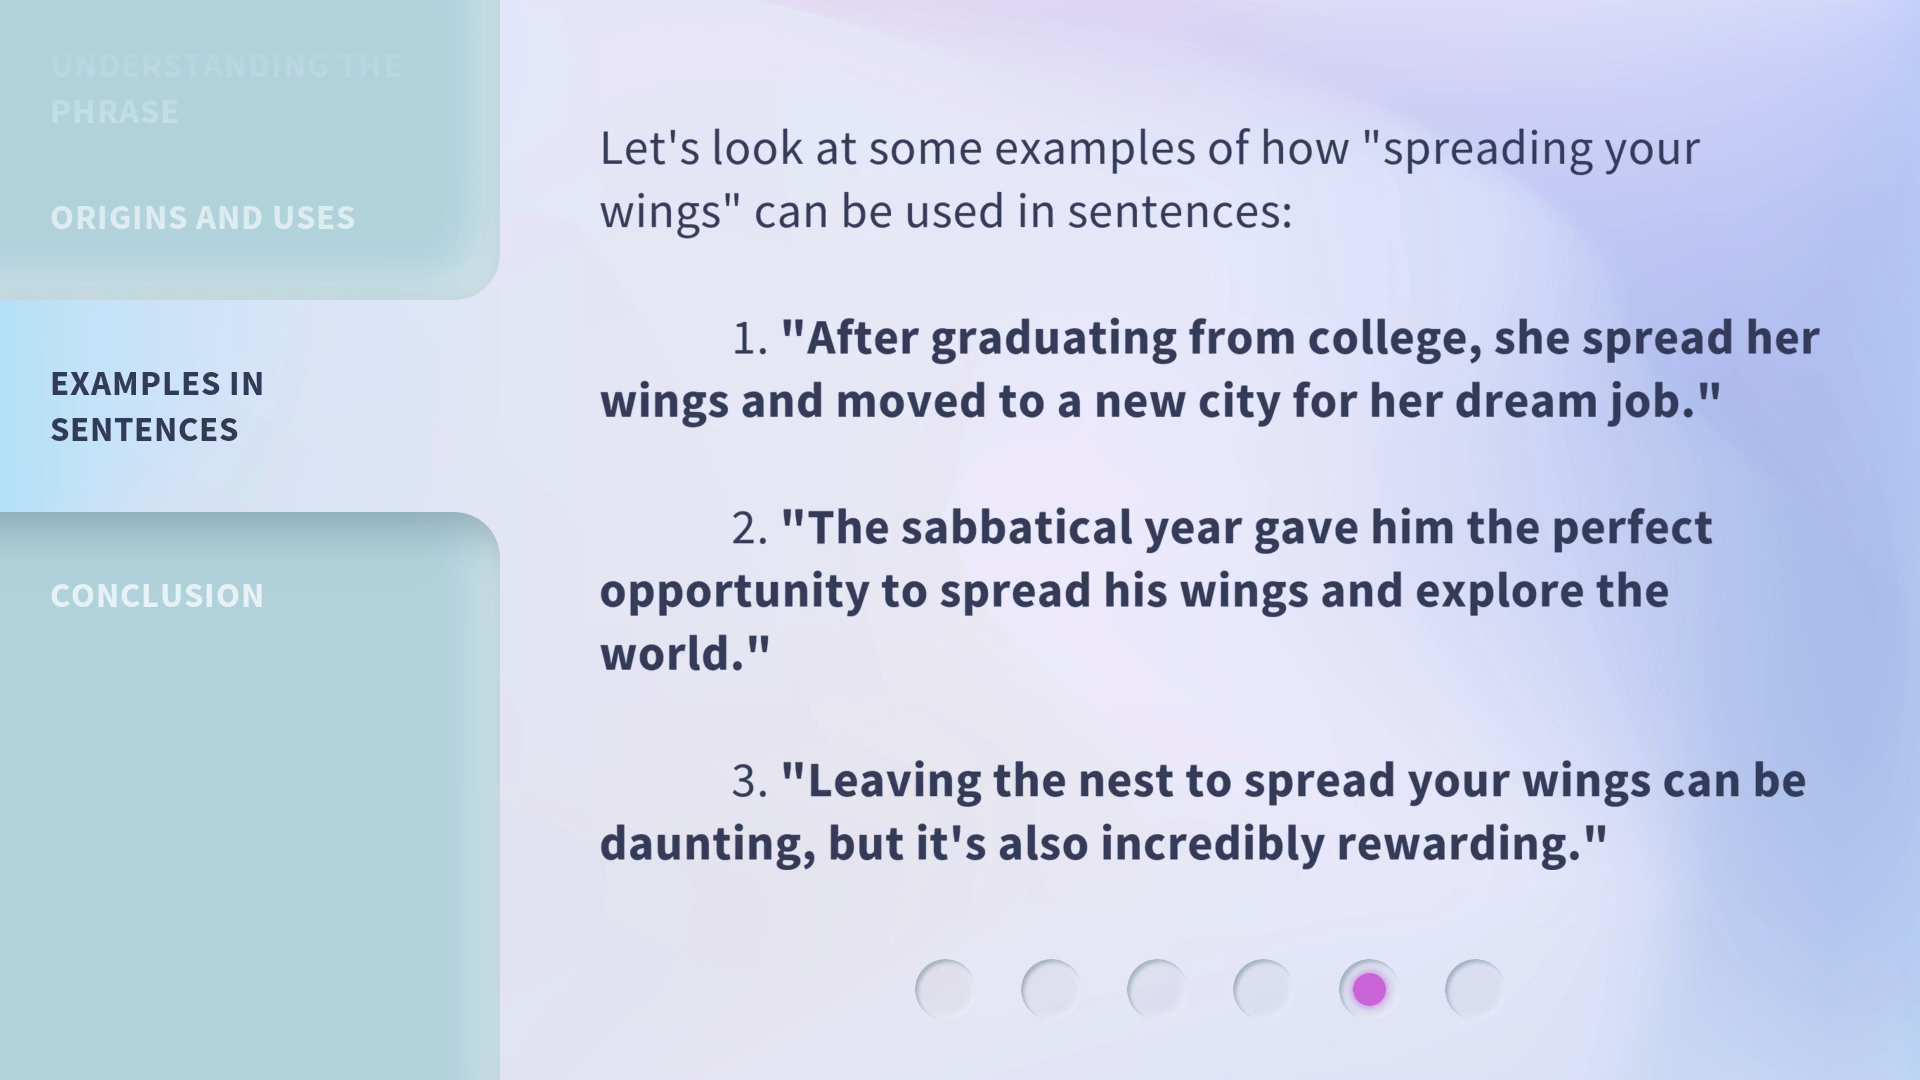 UNDERSTANDING THE
PHRASE
ORIGINS AND USES
EXAMPLES IN
SENTENCES
CONCLUSION
Let's look at some examples of how "spreading your
wings" can be used in sentences:
1. "After graduating from college, she spread her
wings and moved to a new city for her dream job."
2. "The sabbatical year gave him the perfect
opportunity to spread his wings and explore the
world."
3. "Leaving the nest to spread your wings can be
daunting, but it's also incredibly rewarding."